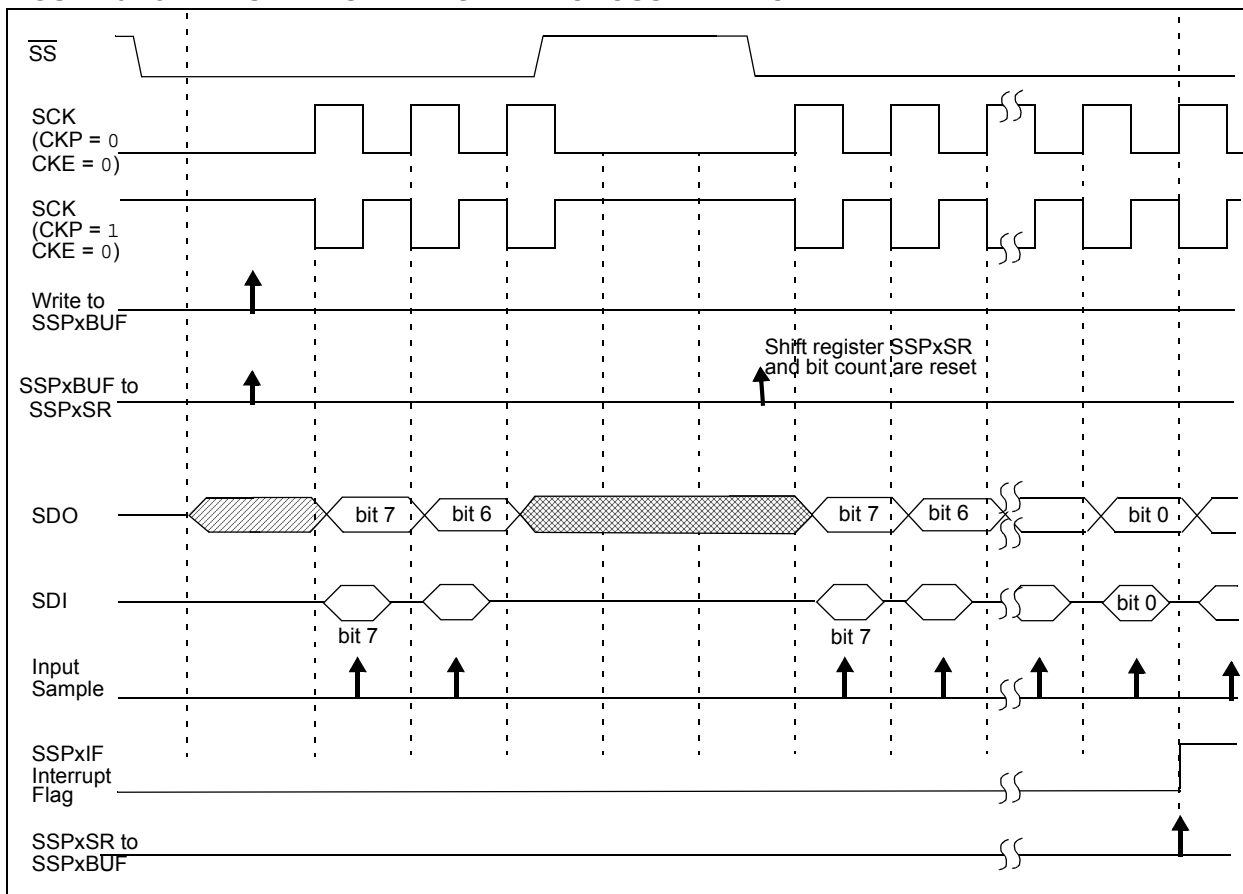 SS
SCK
(CKP = 0
CKE = 0)
SCK
(CKP = 1
CKE = 0)
Write to
SSPxBUF
Shift register SSPxSR
and bit count are reset
SSPxBUF to
SSPxSR
SDO
bit 7
bit 6
bit 7
bit 6
bit 0
SDI
bit 0
bit 7
bit 7
Input
Sample
SSPxIF
Interrupt
Flag
SSPxSR to
SSPxBUF